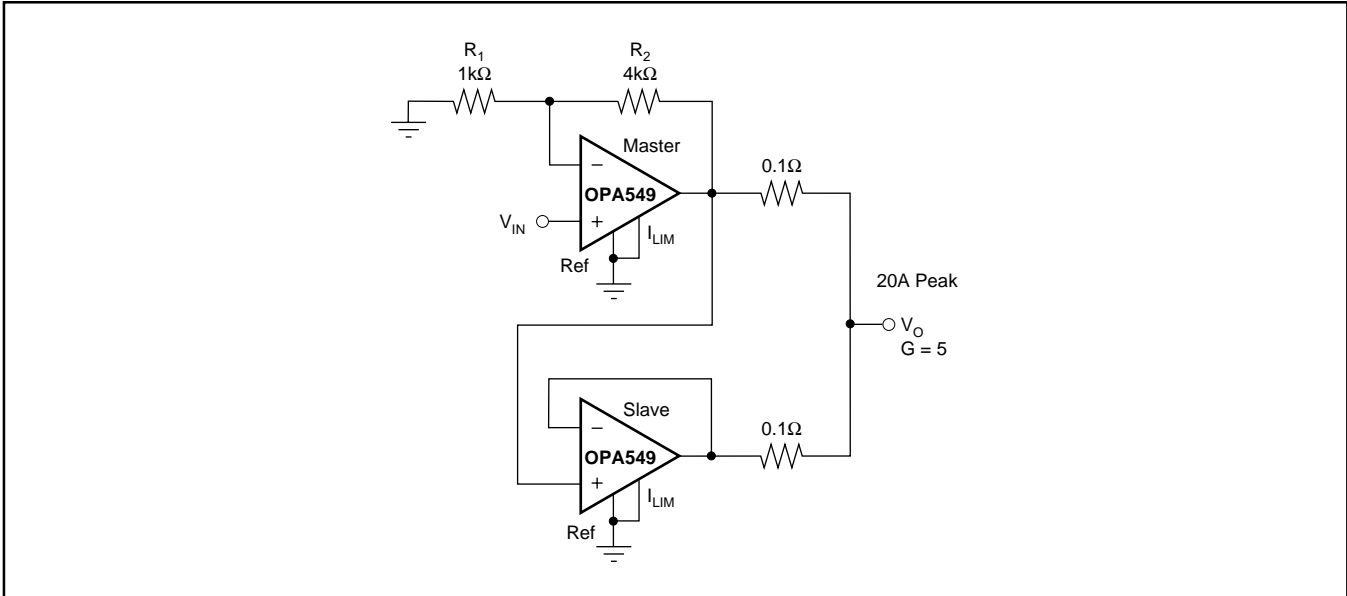 R1
1kΩ
R2
4kΩ
Master
−
OPA549
+
VIN
ILIM
Ref
0.1Ω
20A Peak
VO
G = 5
Slave
−
OPA549
+
ILIM
Ref
0.1Ω